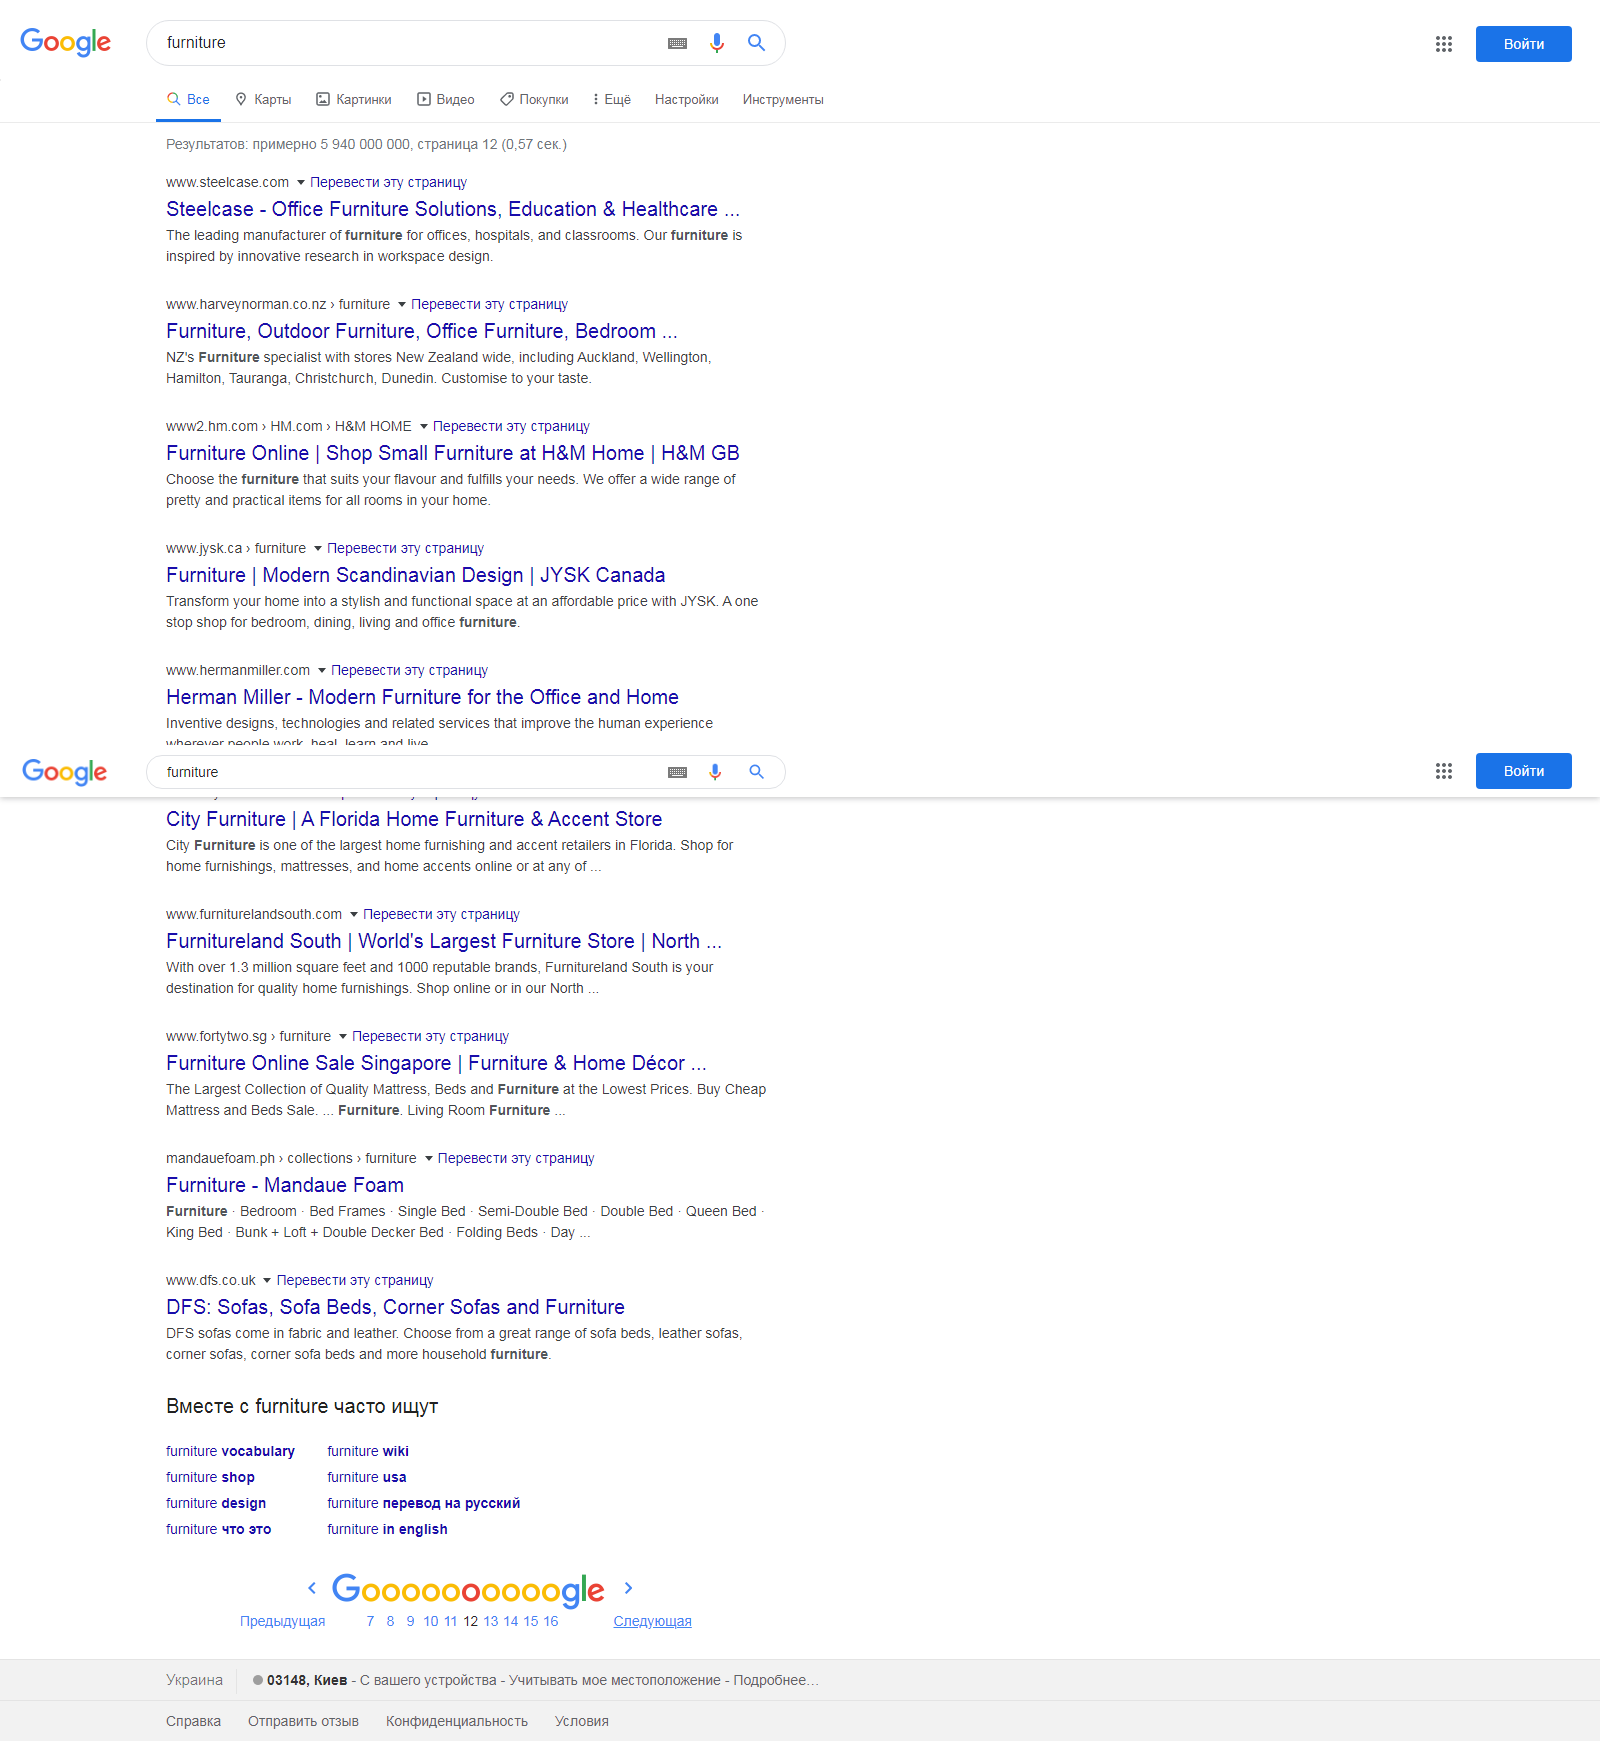 Google
furniture
Войти
Все Карты Картинки Видео Покупки Ещё Настройки Инструменты
Результатов: примерно 5 940 000 000, страница 12 (0,57 сек.)
www.steelcase.com Перевести эту страницу
Steelcase - Office Furniture Solutions, Education & Healthcare ...
The leading manufacturer of furniture for offices, hospitals, and classrooms. Our furniture is
inspired by innovative research in workspace design.
www.harveynorman.co.nz › furniture Перевести эту страницу
Furniture, Outdoor Furniture, Office Furniture, Bedroom ...
NZ's Furniture specialist with stores New Zealand wide, including Auckland, Wellington,
Hamilton, Tauranga, Christchurch, Dunedin. Customise to your taste.
www2.hm.com › HM.com › H&M HOME Перевести эту страницу
Furniture Online | Shop Small Furniture at H&M Home | H&M GB
Choose the furniture that suits your flavour and fulfills your needs. We offer a wide range of
pretty and practical items for all rooms in your home.
www.jysk.ca › furniture Перевести эту страницу
Furniture | Modern Scandinavian Design | JYSK Canada
Transform your home into a stylish and functional space at an affordable price with JYSK. A one
stop shop for bedroom, dining, living and office furniture.
www.hermanmiller.com Перевести эту страницу
Herman Miller - Modern Furniture for the Office and Home
Inventive designs, technologies and related services that improve the human experience
wherever people work, heal, learn and live
Google
furniture
Войти
City Furniture | A Florida Home Furniture & Accent Store
City Furniture is one of the largest home furnishing and accent retailers in Florida. Shop for
home furnishings, mattresses, and home accents online or at any of ...
www.furniturelandsouth.com Перевести эту страницу
Furnitureland South | World's Largest Furniture Store | North ...
With over 1.3 million square feet and 1000 reputable brands, Furnitureland South is your
destination for quality home furnishings. Shop online or in our North ...
www.fortytwo.sg › furniture Перевести эту страницу
Furniture Online Sale Singapore | Furniture & Home Décor ...
The Largest Collection of Quality Mattress, Beds and Furniture at the Lowest Prices. Buy Cheap
Mattress and Beds Sale. ... Furniture. Living Room Furniture ...
mandauefoam.ph › collections › furniture Перевести эту страницу
Furniture - Mandaue Foam
Furniture · Bedroom · Bed Frames · Single Bed · Semi-Double Bed · Double Bed · Queen Bed ·
King Bed · Bunk + Loft + Double Decker Bed · Folding Beds · Day ...
www.dfs.co.uk Перевести эту страницу
DFS: Sofas, Sofa Beds, Corner Sofas and Furniture
DFS sofas come in fabric and leather. Choose from a great range of sofa beds, leather sofas,
corner sofas, corner sofa beds and more household furniture.
Вместе с furniture часто ищут
furniture vocabulary furniture wiki
furniture shop furniture usa
furniture design furniture перевод на русский
furniture что это furniture in english
Goooooooooogle
Предыдущая 7 8 9 10 11 12 13 14 15 16 Следующая
Украина 03148, Киев - С вашего устройства - Учитывать мое местоположение - Подробнее…
Справка Отправить отзыв Конфиденциальность Условия